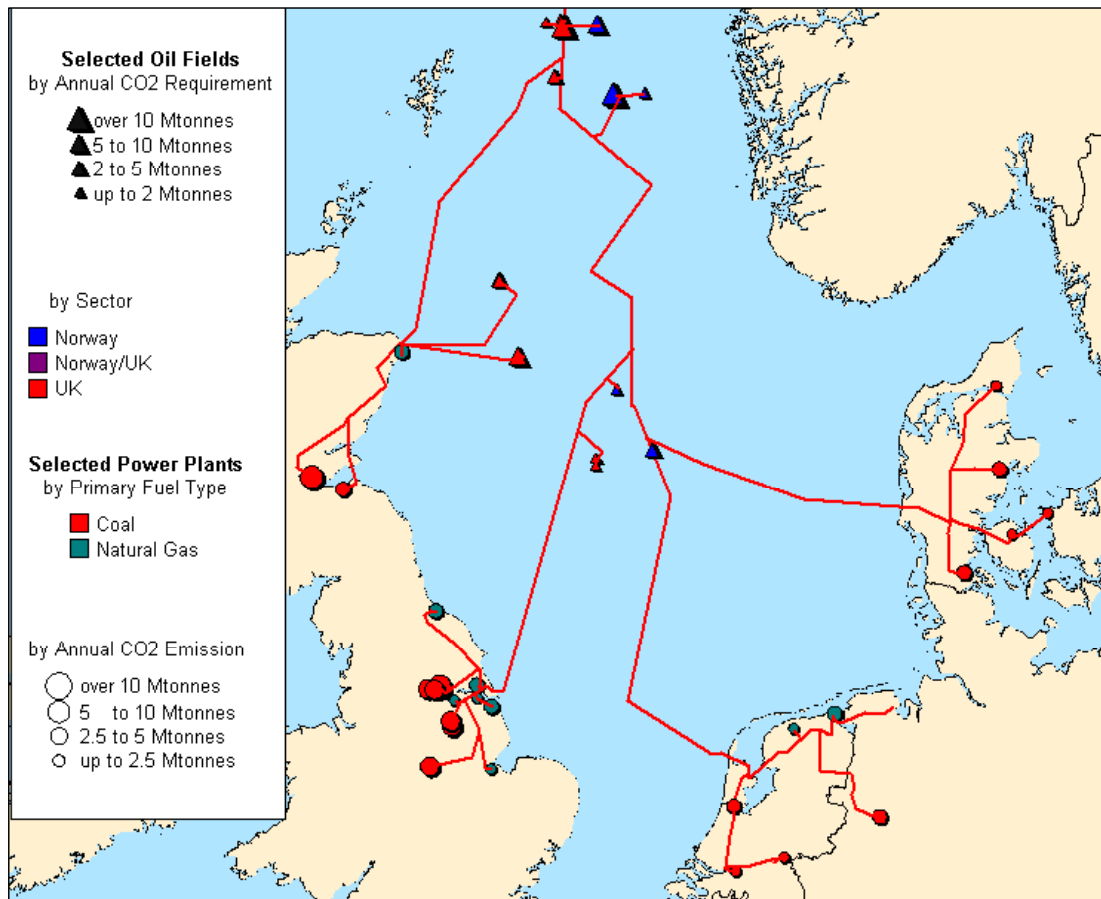 Selected Oil Fields
by Annual CO2 Requirement
over 10 Mtonnes
5 to 10 Mtonnes
2 to 5 Mtonnes
up to 2 Mtonnes
by Sector
Norway
Norway/UK
UK
Selected Power Plants
by Primary Fuel Type
Coal
Natural Gas
by Annual CO2 Emission
over 10 Mtonnes
5 to 10 Mtonnes
2.5 to 5 Mtonnes
up to 2.5 Mtonnes